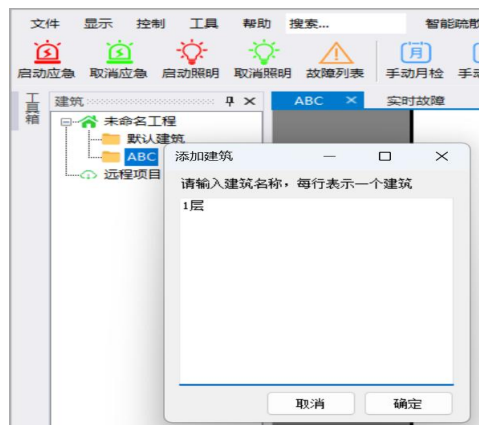 文件 显示 控制 工具 帮助 搜索... 智能疏散
启动应急 取消应急 启动照明 取消照明 故障列表 手动月检
工具箱
建筑
ABC
实时故障
未命名工程
默认建筑
ABC
远程项目
添加建筑
请输入建筑名称，每行表示一个建筑
1层
取消 确定